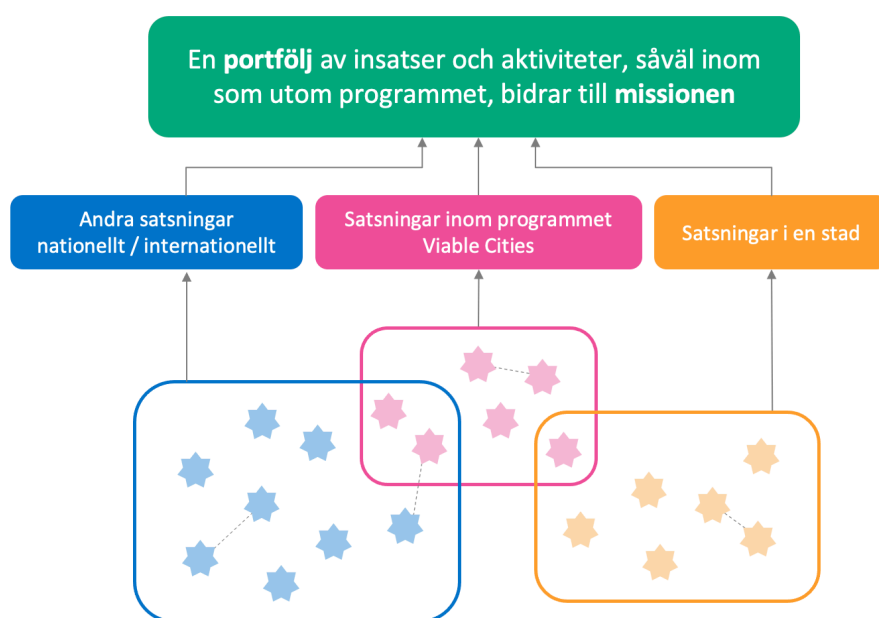 En portfölj av insatser och aktiviteter, såväl inom
som utom programmet, bidrar till missionen
Andra satsningar
nationellt / internationellt
Satsningar inom programmet
Viable Cities
Satsningar i en stad